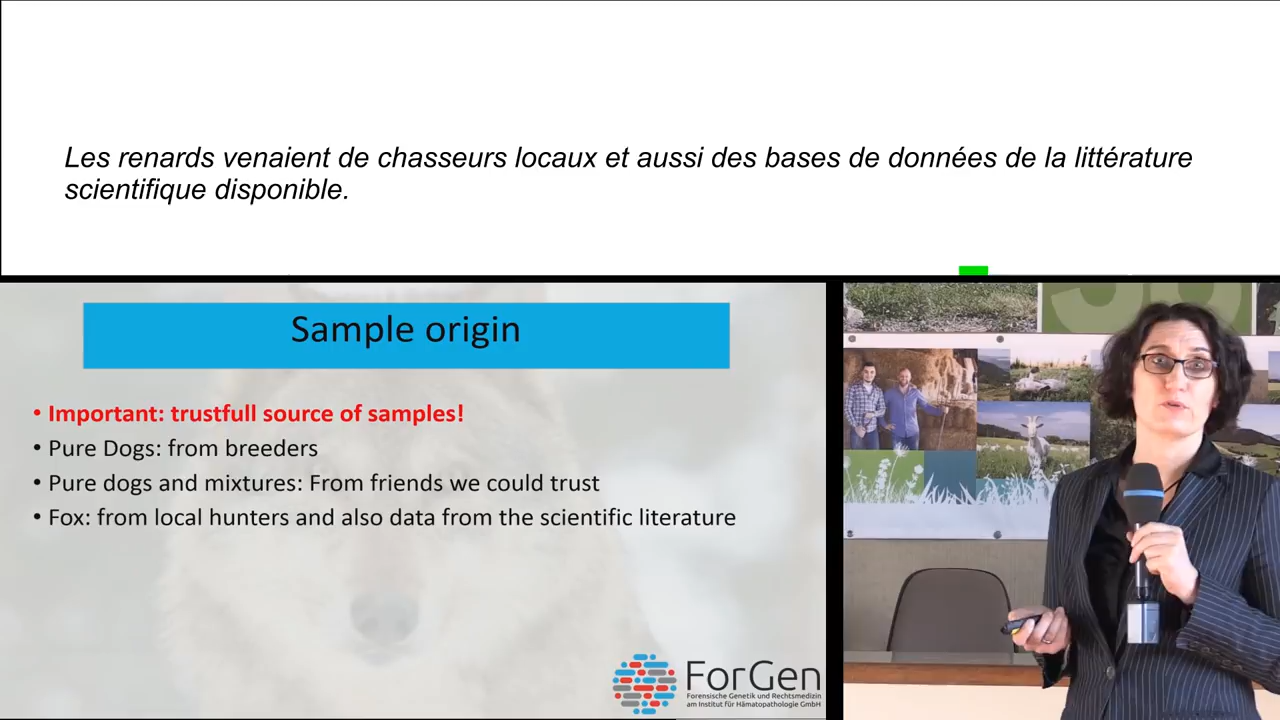 Les renards venaient de chasseurs locaux et aussi des bases de données de la littérature
scientifique disponible.
Sample origin
• Important: trustfull source of samples!
• Pure Dogs: from breeders
• Pure dogs and mixtures: From friends we could trust
• Fox: from local hunters and also data from the scientific literature
ForGen
Forensische Genetik und Rechtsmedizin
am Institut für Hämatopathologie GmbH